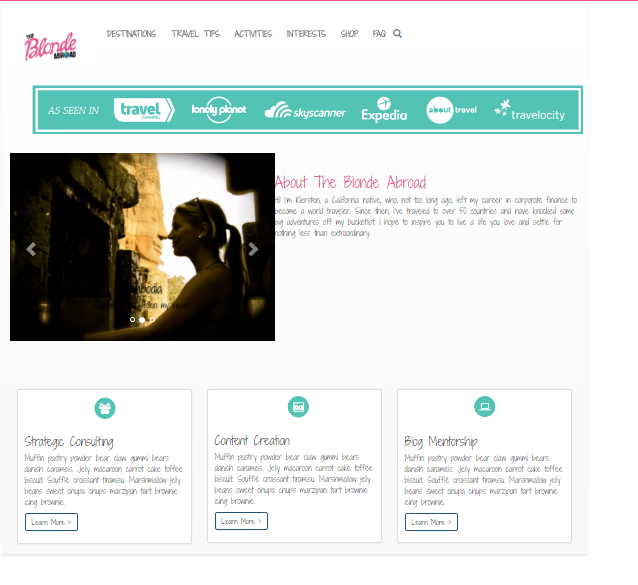 THE
Blonde
ABROAD
DESTINATIONS TRAVEL TIPS ACTIVITIES INTERESTS SHOP FAQ
AS SEEN IN travel CHANNEL lonely planet skyscanner Expedia about travel travelocity
About The Blonde Abroad
Hi! I'm Kiersten, a California native, who, not too long ago, left my career in corporate finance to
become a world traveler. Since then, I've traveled to over 50 countries and have knocked some
big adventures off my bucketlist. I hope to inspire you to live a life you love and settle for
nothing less than extraordinary.
Strategic Consulting
Muffin pastry powder bear claw gummi bears
danish caramels. Jelly macaroon carrot cake toffee
biscuit. Soufflé croissant tiramisu. Marshmallow jelly
beans sweet chupa chups marzipan tart brownie
icing brownie.
Learn More >
Content Creation
Muffin pastry powder bear claw gummi bears
danish caramels. Jelly macaroon carrot cake toffee
biscuit. Soufflé croissant tiramisu. Marshmallow jelly
beans sweet chupa chups marzipan tart brownie
icing brownie.
Learn More >
Blog Mentorship
Muffin pastry powder bear claw gummi bears
danish caramels. Jelly macaroon carrot cake toffee
biscuit. Soufflé croissant tiramisu. Marshmallow jelly
beans sweet chupa chups marzipan tart brownie
icing brownie.
Learn More >